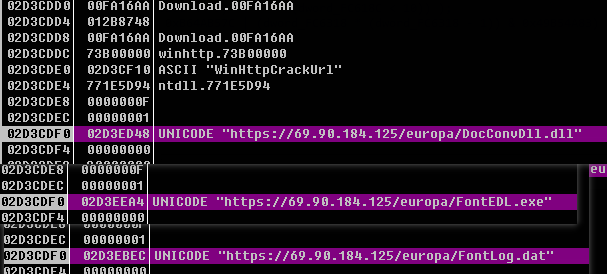 02D3CDD0 00FA16AA Download.00FA16AA
02D3CDD4 012B8748
02D3CDD8 00FA16AA Download.00FA16AA
02D3CDDC 73B00000 winhttp.73B00000
02D3CDE0 02D3CF10 ASCII "WinHttpCrackUrl"
02D3CDE4 771E5D94 ntdll.771E5D94
02D3CDE8 0000000F
02D3CDEC 00000001
02D3CDF0 02D3ED48 UNICODE "https://69.90.184.125/europa/DocConvDll.dll"
02D3CDF4 00000000
02D3CDE8 0000000F
02D3CDEC 00000001
02D3CDF0 02D3EEA4 UNICODE "https://69.90.184.125/europa/FontEDL.exe"
02D3CDF4 00000000
02D3CDEC 00000001
02D3CDF0 02D3EBEC UNICODE "https://69.90.184.125/europa/FontLog.dat"
02D3CDF4 00000000